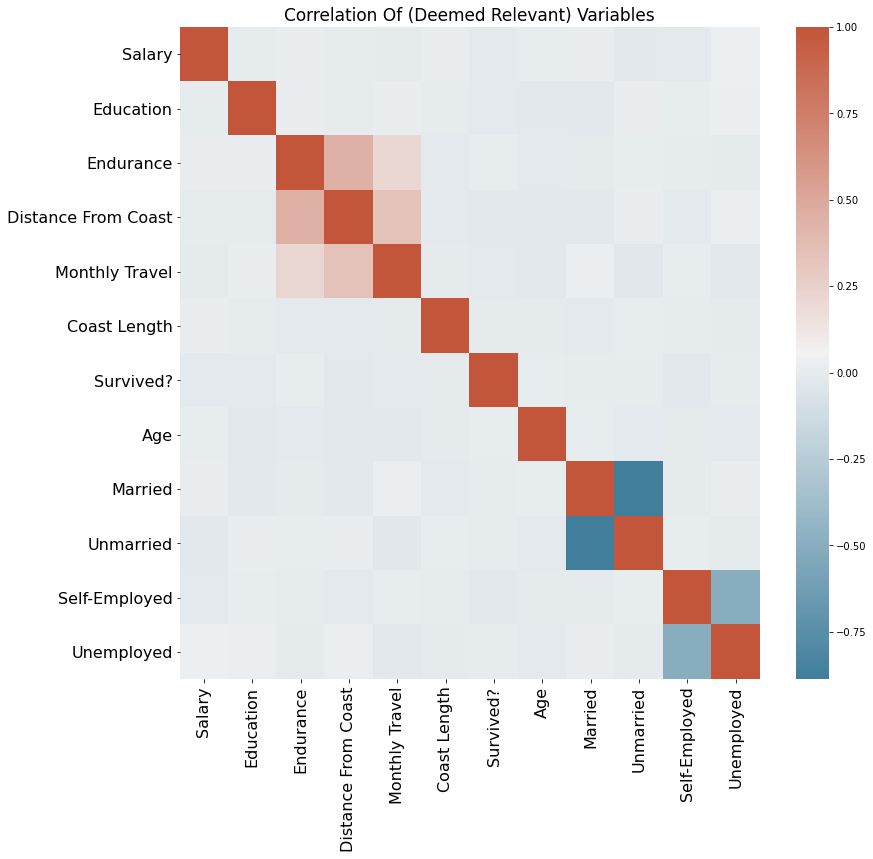 Correlation Of (Deemed Relevant) Variables
Salary
Education
Endurance
Distance From Coast
Monthly Travel
Coast Length
Survived?
Age
Married
Unmarried
Self-Employed
Unemployed
Salary
Education
Endurance
Distance From Coast
Monthly Travel
Coast Length
Survived?
Age
Married
Unmarried
Self-Employed
Unemployed
1.00
0.75
0.50
0.25
0.00
−0.25
−0.50
−0.75